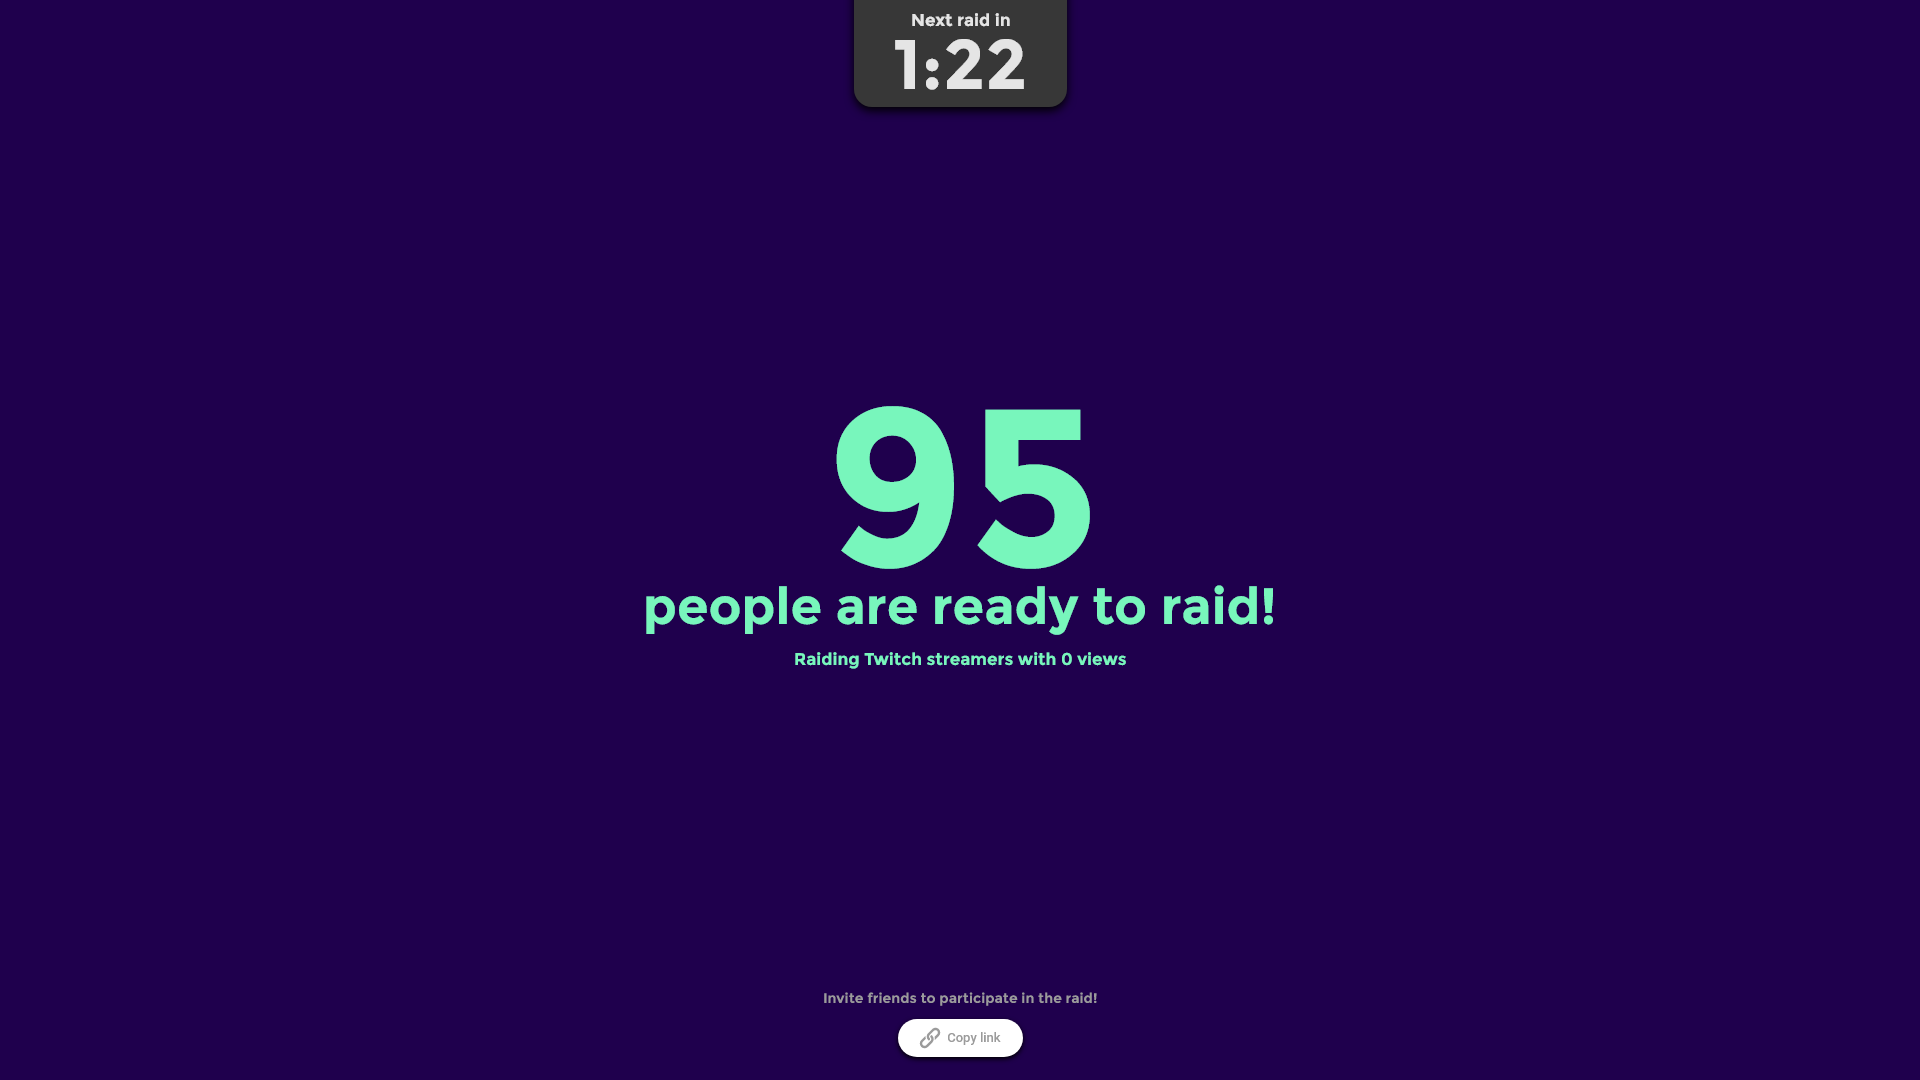 Next raid in
1:22
95
people are ready to raid!
Raiding Twitch streamers with 0 views
Invite friends to participate in the raid!
Copy link